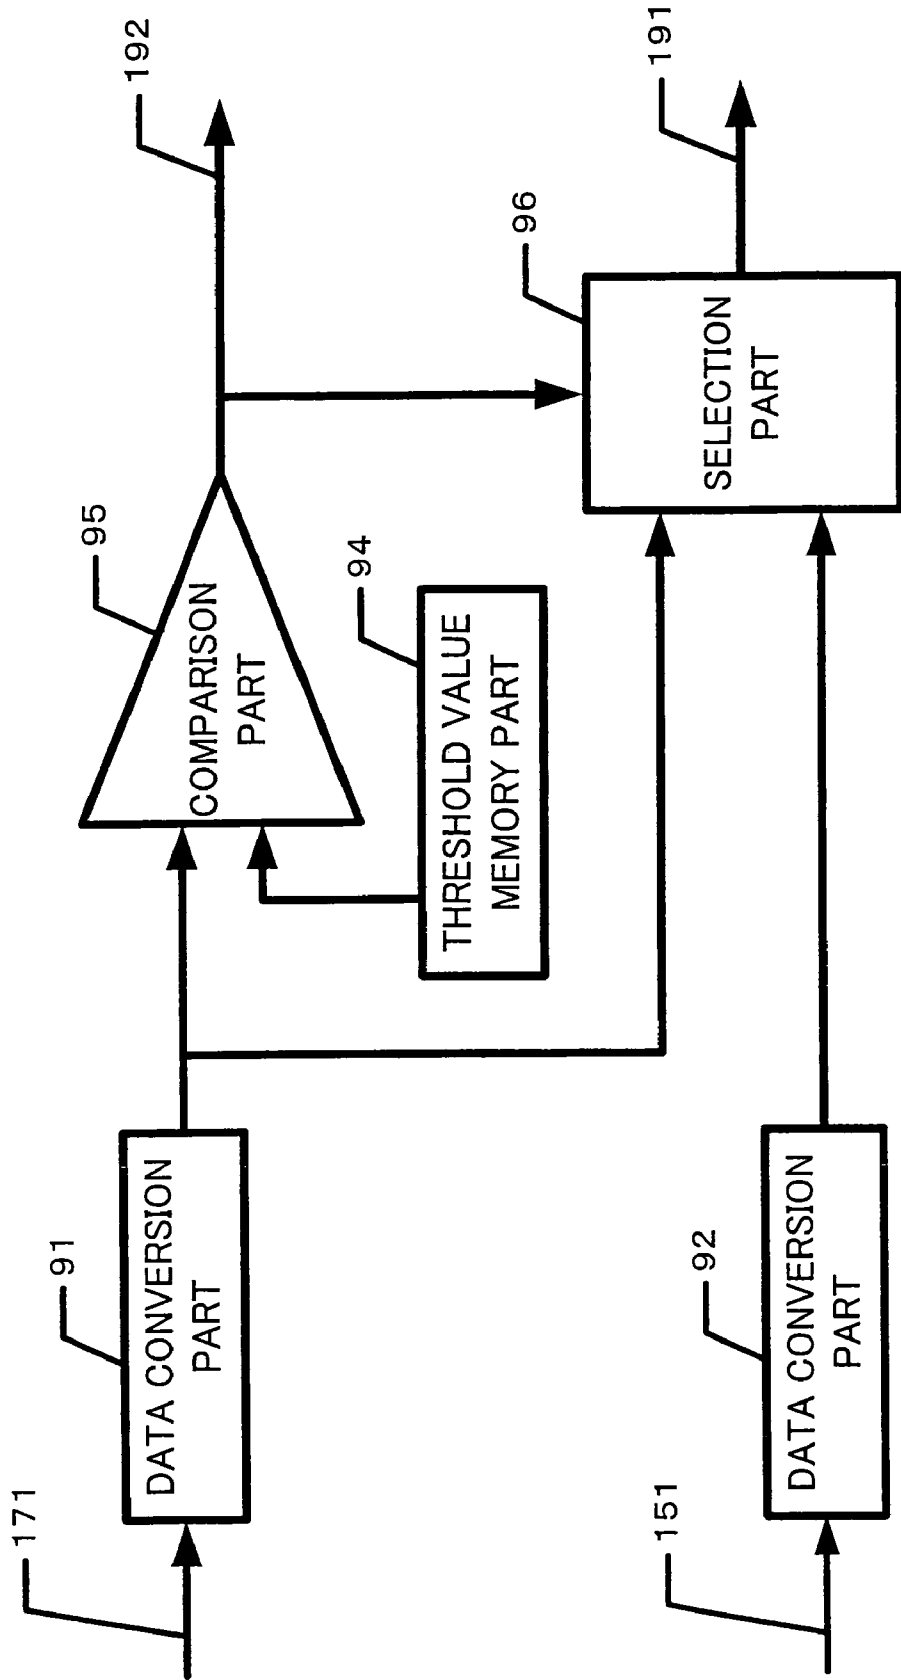 171
91
DATA CONVERSION
PART
95
COMPARISON
PART
192
94
THRESHOLD VALUE
MEMORY PART
96
SELECTION
PART
191
151
92
DATA CONVERSION
PART